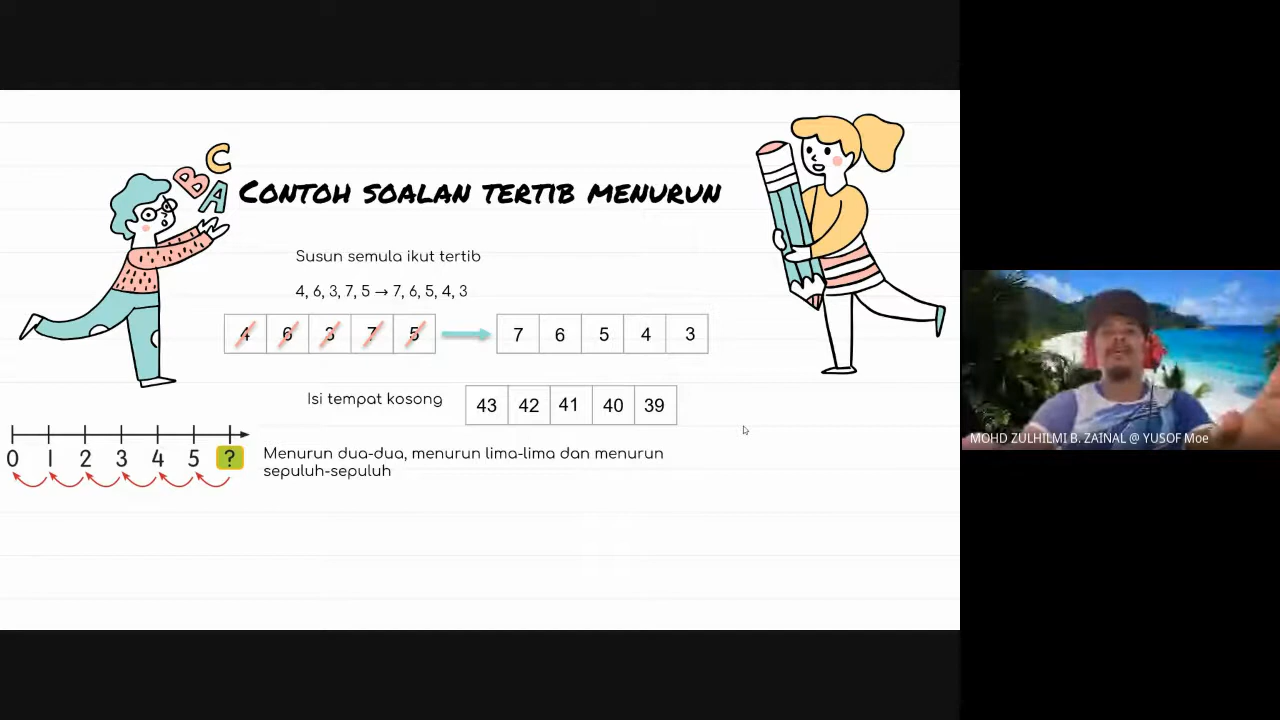 C
B
A
CONTOH SOALAN TERTIB MENURUN
Susun semula ikut tertib
4, 6, 3, 7, 5 → 7, 6, 5, 4, 3
4 6 3 7 5 7 6 5 4 3
Isi tempat kosong
43 42 41 40 39
0 1 2 3 4 5 ?
Menurun dua-dua, menurun lima-lima dan menurun
sepuluh-sepuluh
MOHD ZULHILMI B. ZAINAL @ YUSOF Moe